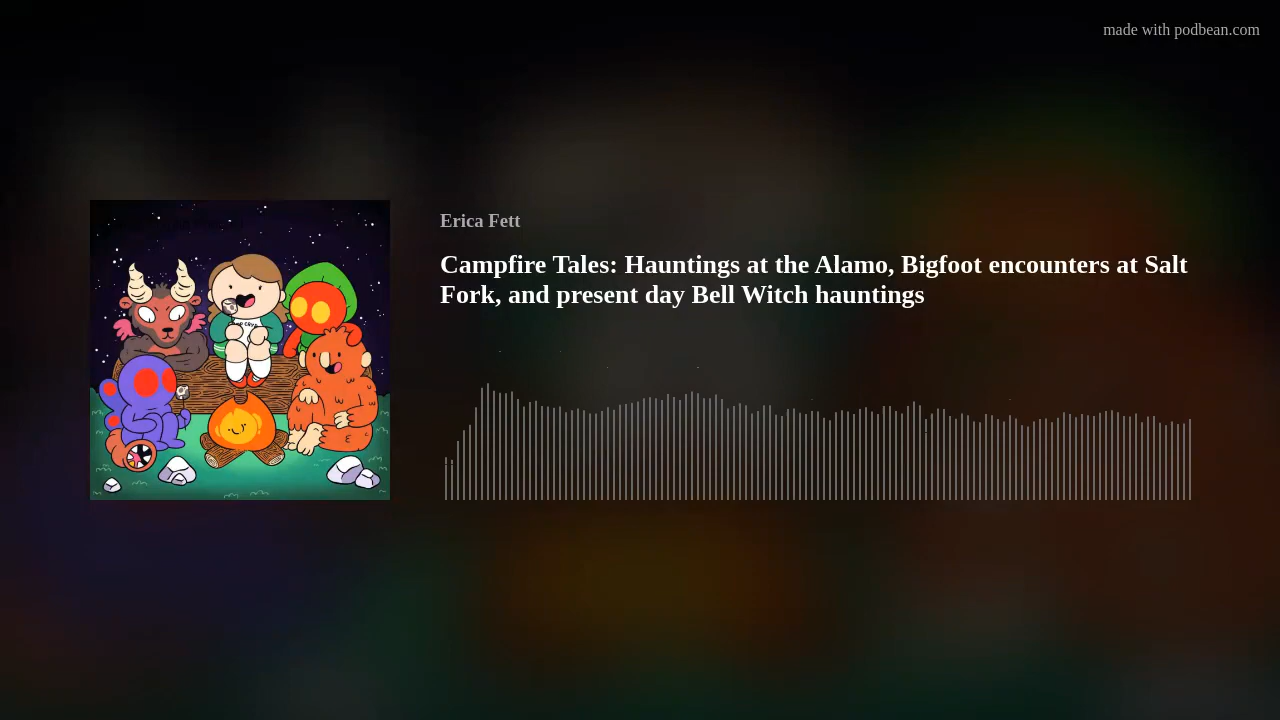 made with podbean.com
Erica Fett
Campfire Tales: Hauntings at the Alamo, Bigfoot encounters at Salt
Fork, and present day Bell Witch hauntings